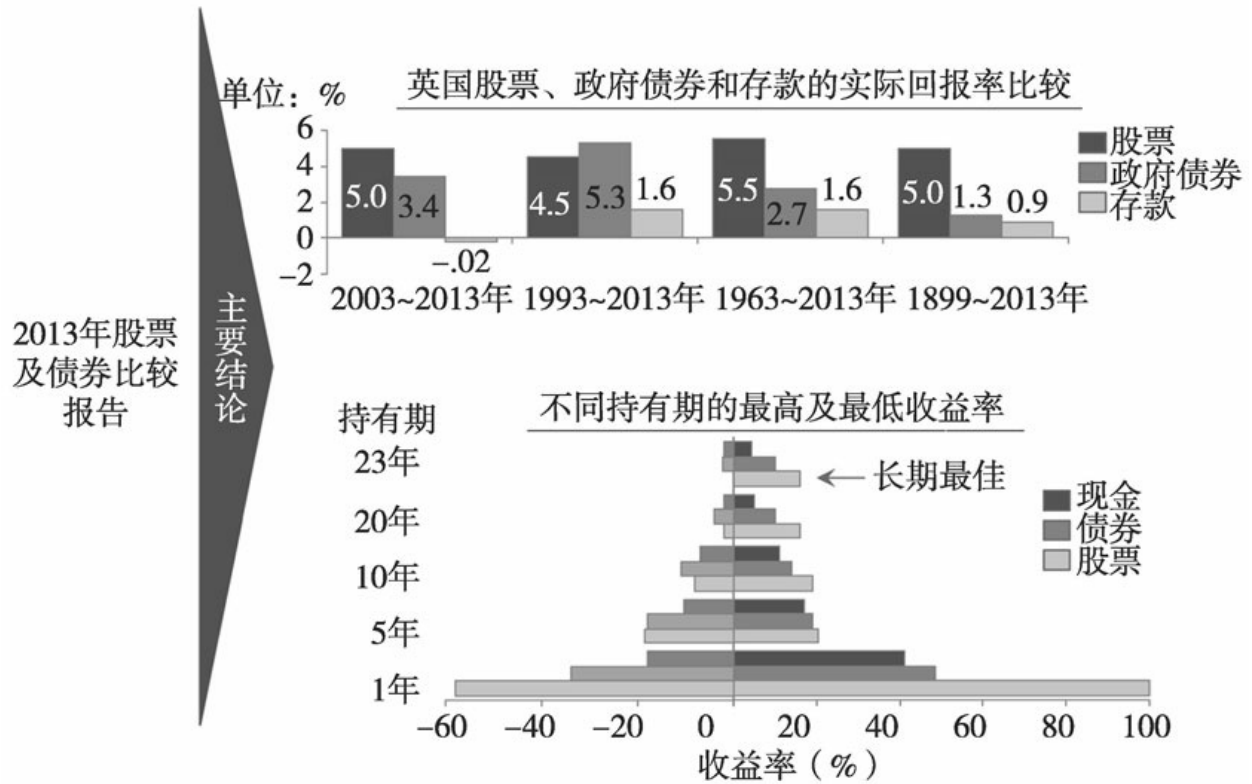 英国股票、政府债券和存款的实际回报率比较
单位：%
6
4
2
0
−2
5.0
3.4
−.02
4.5
5.3
1.6
5.5
2.7
1.6
5.0
1.3
0.9
股票
政府债券
存款
2003~2013年
1993~2013年
1963~2013年
1899~2013年
2013年股票
及债券比较
报告
主要结论
不同持有期的最高及最低收益率
持有期
23年
20年
10年
5年
1年
长期最佳
现金
债券
股票
−60
−40
−20
0
20
40
60
80
100
收益率（%）